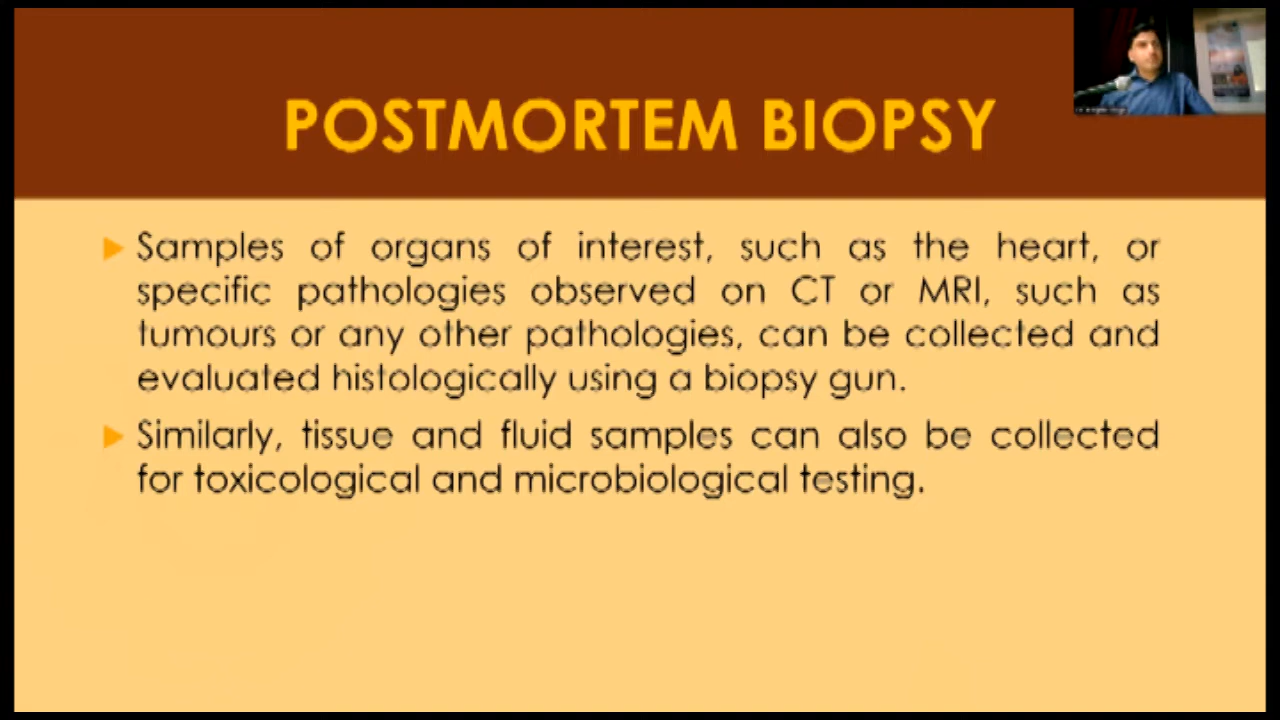 POSTMORTEM BIOPSY
Samples of organs of interest, such as the heart, or
specific pathologies observed on CT or MRI, such as
tumours or any other pathologies, can be collected and
evaluated histologically using a biopsy gun.
Similarly, tissue and fluid samples can also be collected
for toxicological and microbiological testing.